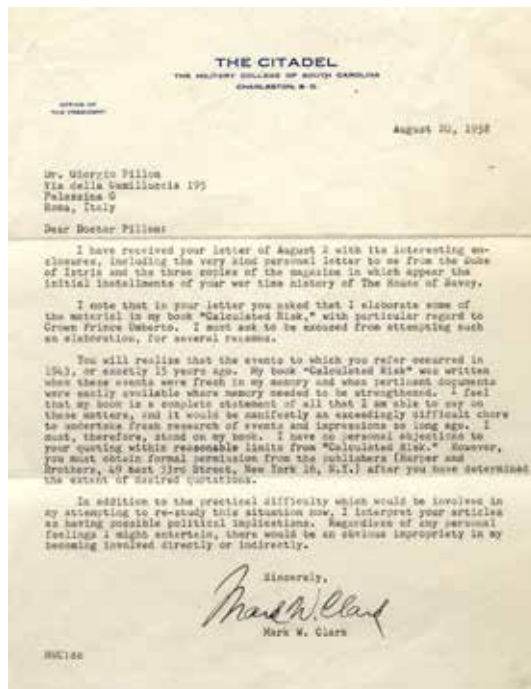 THE CITADEL
THE MILITARY COLLEGE OF SOUTH CAROLINA
CHARLESTON, S. C.
OFFICE OF
THE PRESIDENT
August 20, 1958
Dr. Giorgio Pillon
Via della Camilluccia 195
Palazzina G
Roma, Italy
Dear Doctor Pillon:
I have received your letter of August 2 with its interesting en-
closures, including the very kind personal letter to me from the Duke
of Istria and the three copies of the magazine in which appear the
initial installments of your war time history of The House of Savoy.
I note that in your letter you asked that I elaborate some of
the material in my book "Calculated Risk," with particular regard to
Crown Prince Umberto. I must ask to be excused from attempting such
an elaboration, for several reasons.
You will realize that the events to which you refer occurred in
1943, or exactly 15 years ago. My book "Calculated Risk" was written
when these events were fresh in my memory and when pertinent documents
were easily available where memory needed to be strengthened. I feel
that my book is a complete statement of all that I am able to say on
these matters, and it would be manifestly an exceedingly difficult chore
to undertake fresh research of events and impressions so long ago. I
must, therefore, stand on my book. I have no personal objections to
your quoting within reasonable limits from "Calculated Risk." However,
you must obtain formal permission from the publishers (Harper and
Brothers, 49 East 33rd Street, New York 16, N.Y.) after you have determined
the extent of desired quotations.
In addition to the practical difficulty which would be involved in
my attempting to re-study this situation now, I interpret your articles
as having possible political implications. Regardless of any personal
feelings I might entertain, there would be an obvious impropriety in my
becoming involved directly or indirectly.
Sincerely,
Mark W. Clark
Mark W. Clark